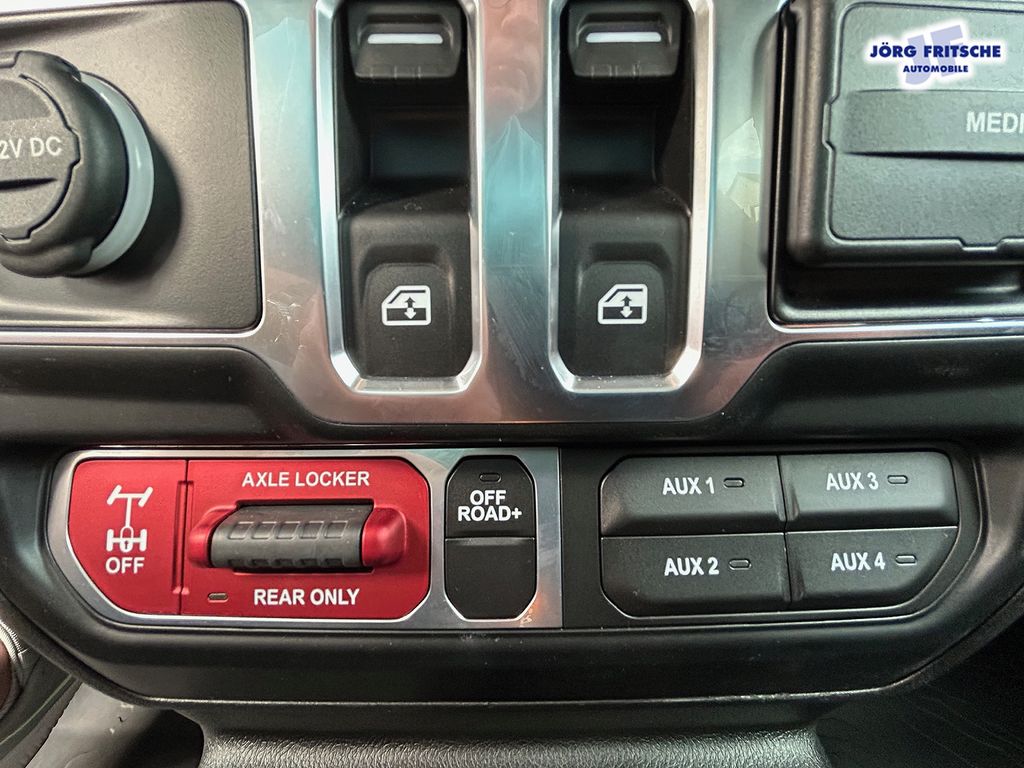 JÖRG FRITSCHE
AUTOMOBILE
2V DC
MEDI
AXLE LOCKER
OFF
REAR ONLY
OFF
ROAD+
AUX 1
AUX 3
AUX 2
AUX 4